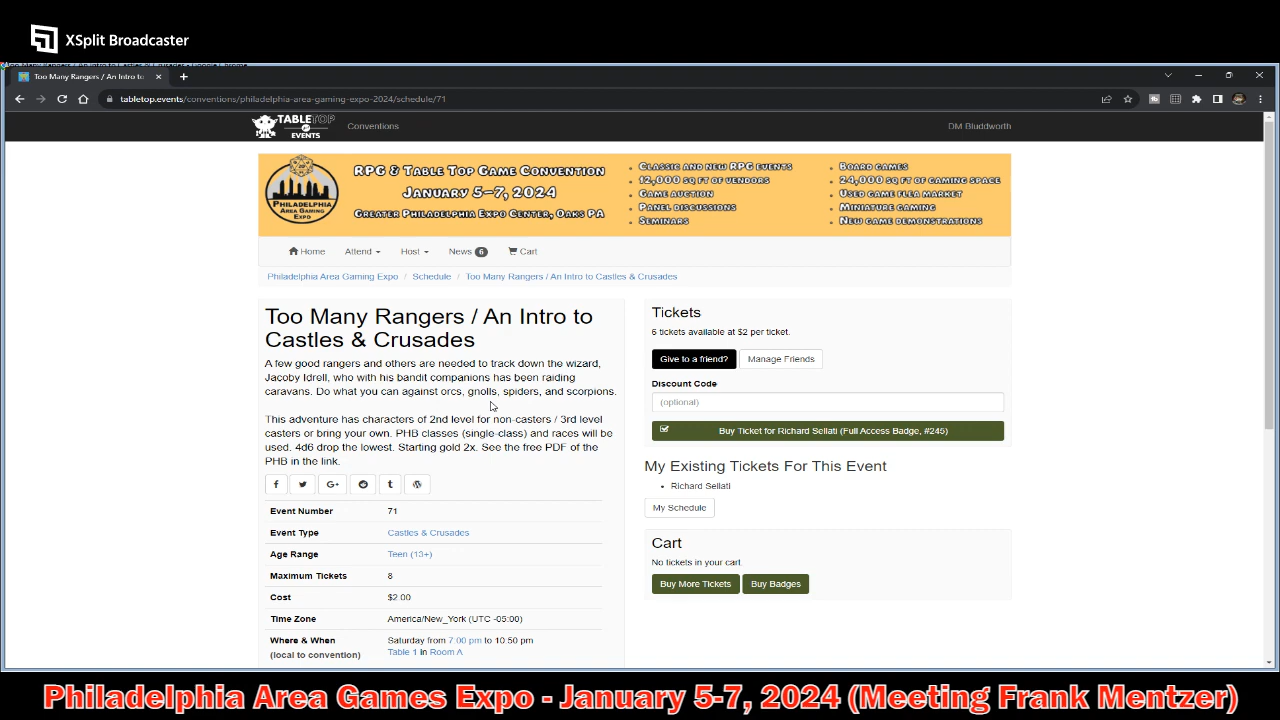 XSplit Broadcaster
Too Many Rangers / An Intro to
tabletop.events/conventions/philadelphia-area-gaming-expo-2024/schedule/71
TABLETOP
EVENTS
Conventions
DM Bluddworth
PHILADELPHIA
AREA GAMING
EXPO
RPG & Table Top Game Convention
January 5-7, 2024
Greater Philadelphia Expo Center, Oaks PA
• Classic and new RPG events
• 12,000 sq ft of vendors
• Game auction
• Panel discussions
• Seminars
• Board games
• 24,000 sq ft of gaming space
• Used game flea market
• Miniature gaming
• New game demonstrations
Home Attend Host News 6 Cart
Philadelphia Area Gaming Expo / Schedule / Too Many Rangers / An Intro to Castles & Crusades
Too Many Rangers / An Intro to
Castles & Crusades
A few good rangers and others are needed to track down the wizard,
Jacoby Idrell, who with his bandit companions has been raiding
caravans. Do what you can against orcs, gnolls, spiders, and scorpions.
This adventure has characters of 2nd level for non-casters / 3rd level
casters or bring your own. PHB classes (single-class) and races will be
used. 4d6 drop the lowest. Starting gold 2x. See the free PDF of the
PHB in the link.
Event Number 71
Event Type Castles & Crusades
Age Range Teen (13+)
Maximum Tickets 8
Cost $2.00
Time Zone America/New_York (UTC -05:00)
Where & When Saturday from 7:00 pm to 10:50 pm
(local to convention) Table 1 in Room A
Tickets
6 tickets available at $2 per ticket.
Give to a friend? Manage Friends
Discount Code
(optional)
Buy Ticket for Richard Sellati (Full Access Badge, #245)
My Existing Tickets For This Event
• Richard Sellati
My Schedule
Cart
No tickets in your cart
Buy More Tickets Buy Badges
Philadelphia Area Games Expo - January 5-7, 2024 (Meeting Frank Mentzer)